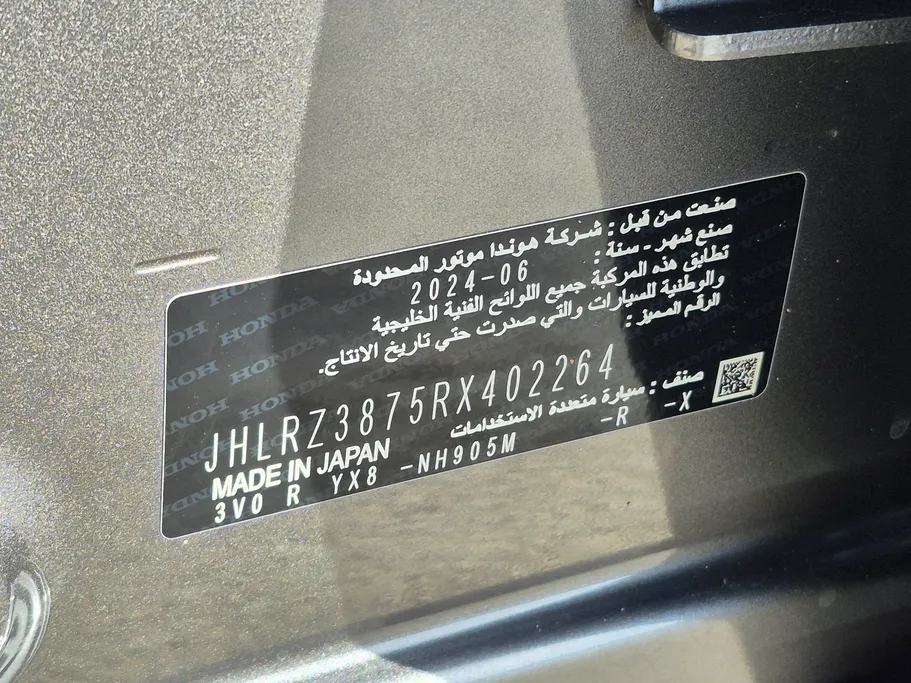 صنعت من قبل : شركة هوندا موتور المحدودة
صنع شهر - سنة : 2024-06
تطابق هذه المركبة جميع اللوائح الفنية الخليجية
والوطنية للسيارات والتي صدرت حتي تاريخ الانتاج.
الرقم المميز :
JHLRZ3875RX402264
صنف : سيارة متعددة الاستخدامات
MADE IN JAPAN
3V0 R YX8 -NH905M -R -X